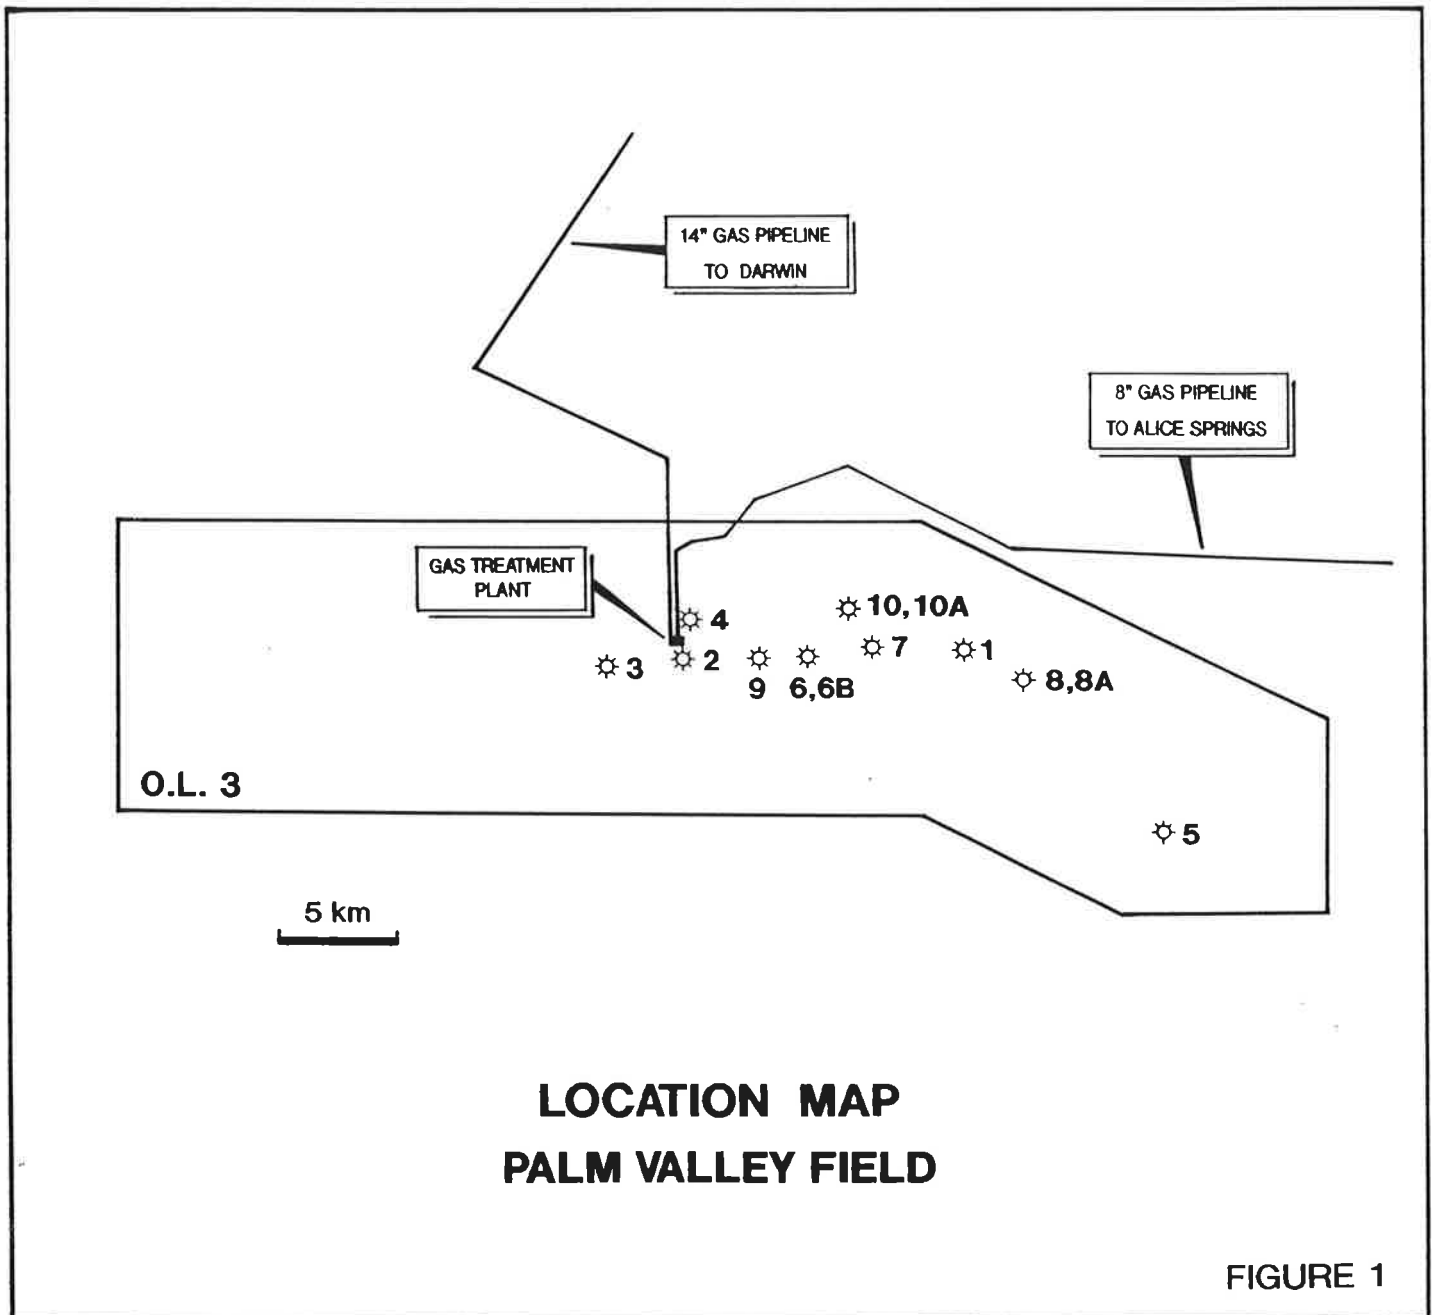 14" GAS PIPELINE
TO DARWIN
8" GAS PIPELINE
TO ALICE SPRINGS
GAS TREATMENT
PLANT
4
10,10A
3
2
9
6,6B
7
1
8,8A
O.L. 3
5
5 km
LOCATION MAP
PALM VALLEY FIELD
FIGURE 1